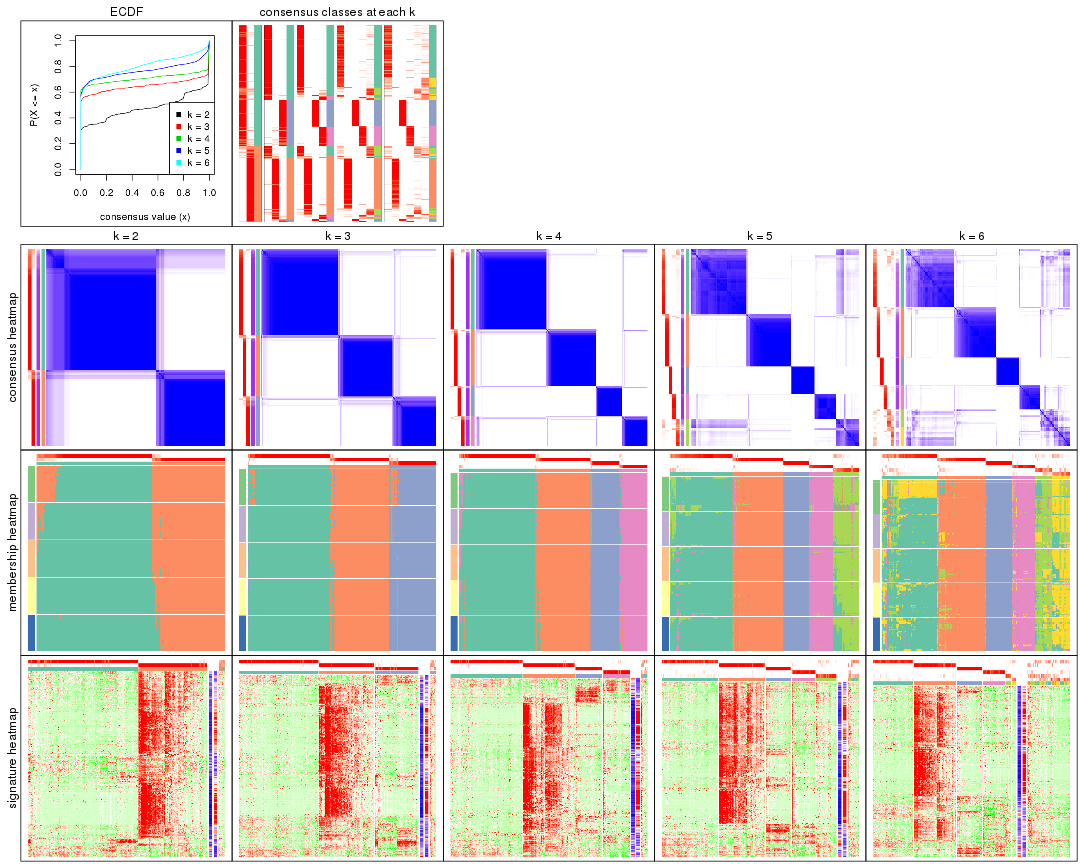 ECDF
consensus classes at each k
P(X <= x)
0.0 0.2 0.4 0.6 0.8 1.0
k = 2
k = 3
k = 4
k = 5
k = 6
0.0 0.2 0.4 0.6 0.8 1.0
consensus value (x)
k = 2
k = 3
k = 4
k = 5
k = 6
consensus heatmap
membership heatmap
signature heatmap